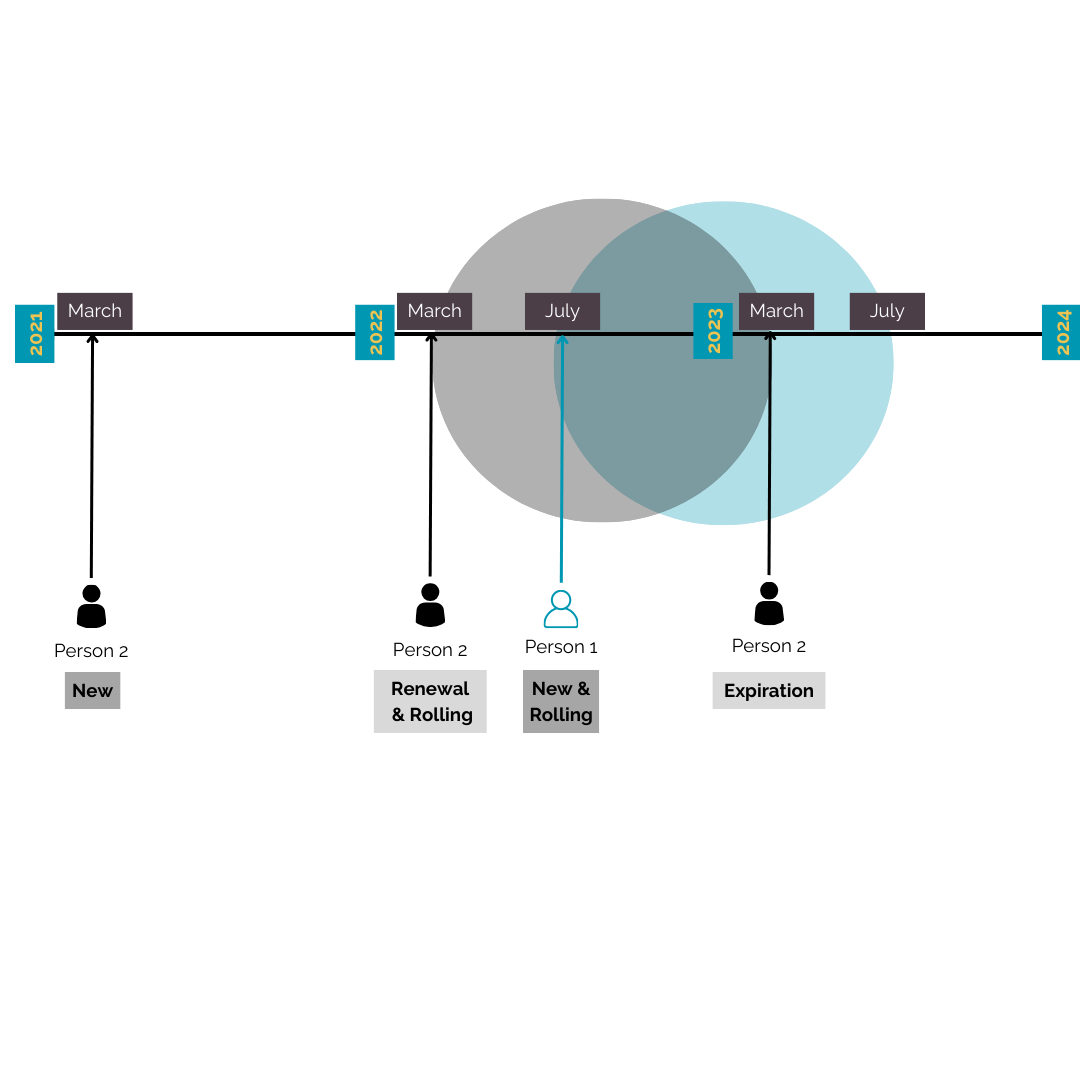 2021
March
2022
March
July
2023
March
July
2024
Person 2
New
Person 2
Renewal
& Rolling
Person 1
New &
Rolling
Person 2
Expiration